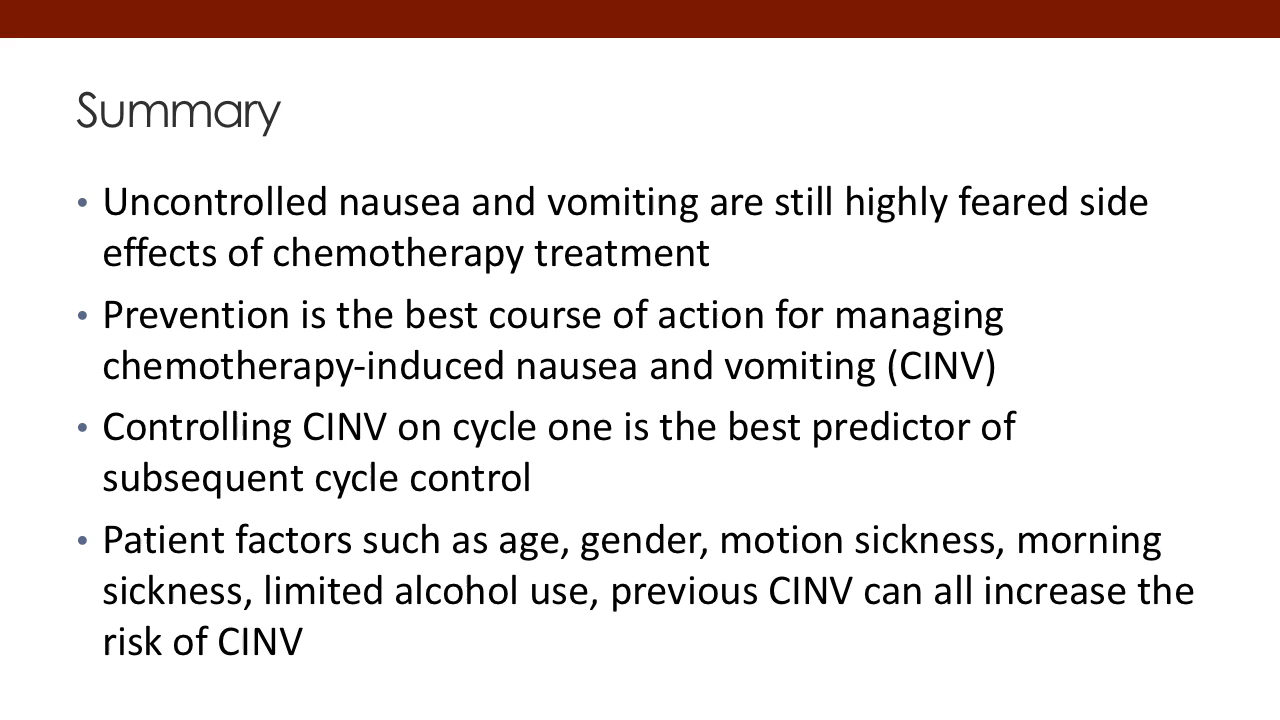 Summary
• Uncontrolled nausea and vomiting are still highly feared side
effects of chemotherapy treatment
• Prevention is the best course of action for managing
chemotherapy-induced nausea and vomiting (CINV)
• Controlling CINV on cycle one is the best predictor of
subsequent cycle control
• Patient factors such as age, gender, motion sickness, morning
sickness, limited alcohol use, previous CINV can all increase the
risk of CINV